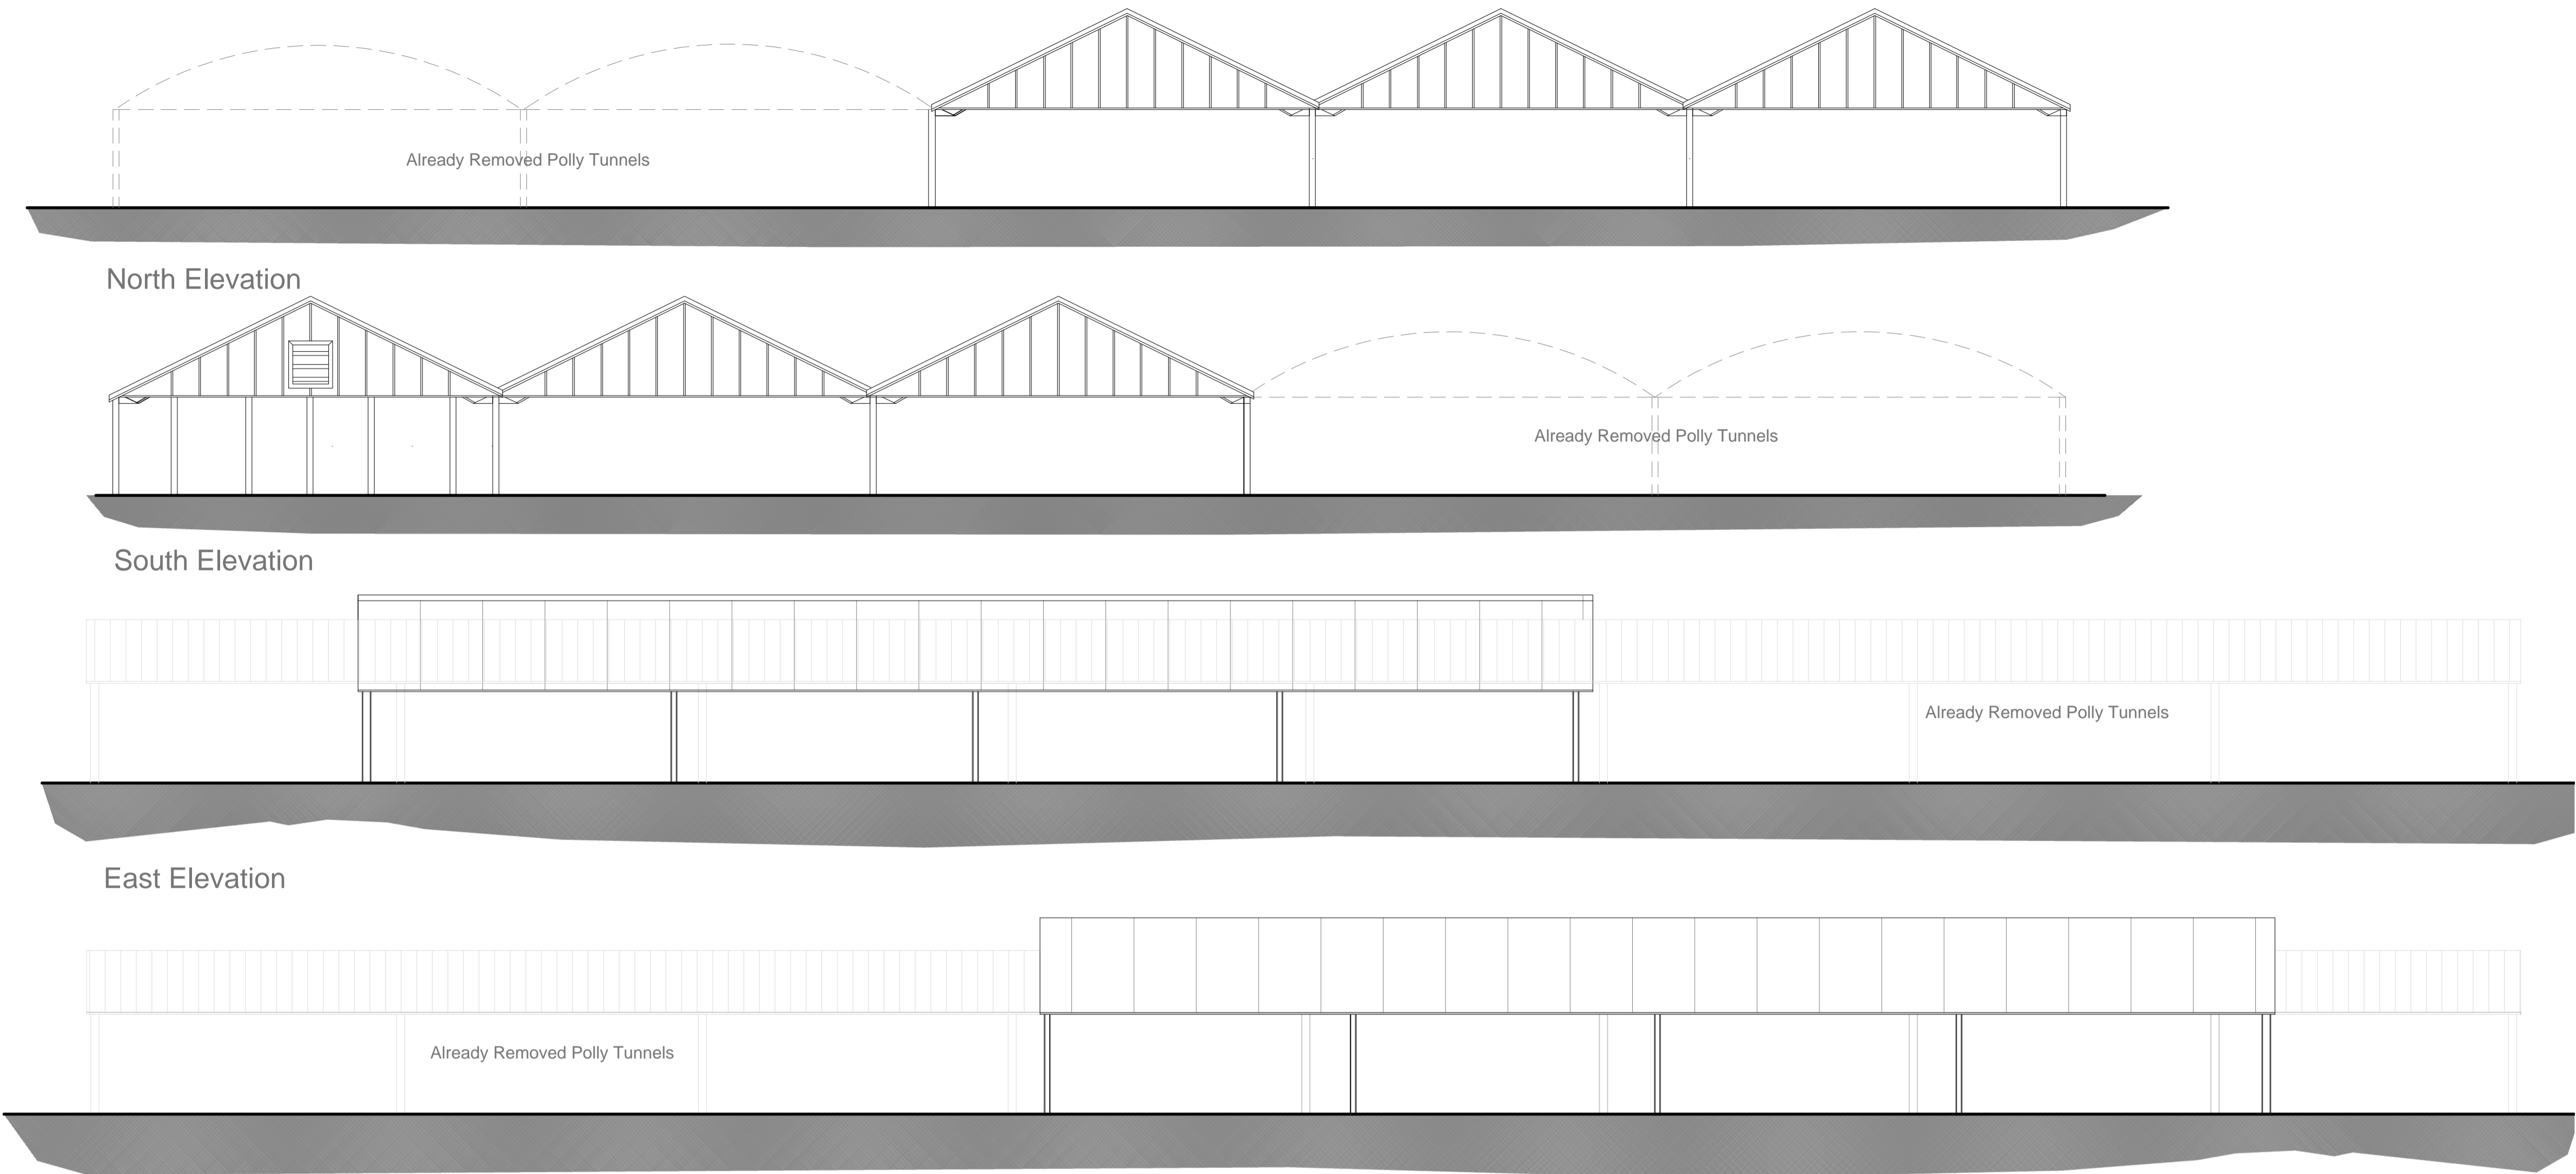 Already Removed Polly Tunnels
North Elevation
Already Removed Polly Tunnels
South Elevation
Already Removed Polly Tunnels
East Elevation
Already Removed Polly Tunnels